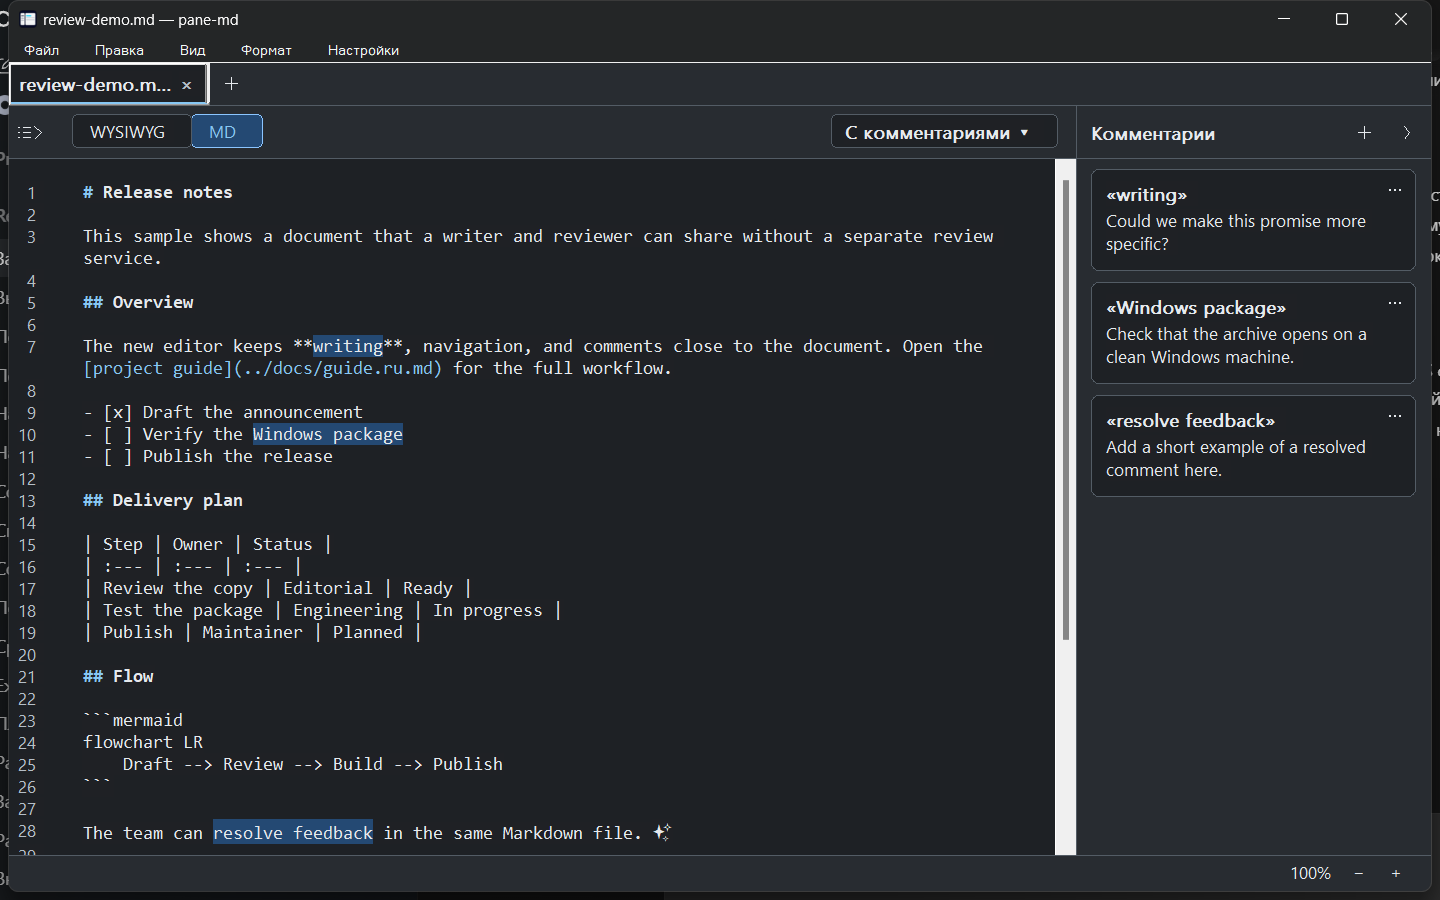 review-demo.md — pane-md
Файл Правка Вид Формат Настройки
review-demo.m... × +
WYSIWYG MD С комментариями ▾
1 # Release notes
2
3 This sample shows a document that a writer and reviewer can share without a separate review
service.
4
5 ## Overview
6
7 The new editor keeps **writing**, navigation, and comments close to the document. Open the
[project guide](../docs/guide.ru.md) for the full workflow.
8
9 - [x] Draft the announcement
10 - [ ] Verify the Windows package
11 - [ ] Publish the release
12
13 ## Delivery plan
14
15 | Step | Owner | Status |
16 | :--- | :--- | :--- |
17 | Review the copy | Editorial | Ready |
18 | Test the package | Engineering | In progress |
19 | Publish | Maintainer | Planned |
20
21 ## Flow
22
23 ```mermaid
24 flowchart LR
25     Draft --> Review --> Build --> Publish
26 ```
27
28 The team can resolve feedback in the same Markdown file. ✨
Комментарии + >
«writing» ...
Could we make this promise more
specific?
«Windows package» ...
Check that the archive opens on a
clean Windows machine.
«resolve feedback» ...
Add a short example of a resolved
comment here.
100% − +